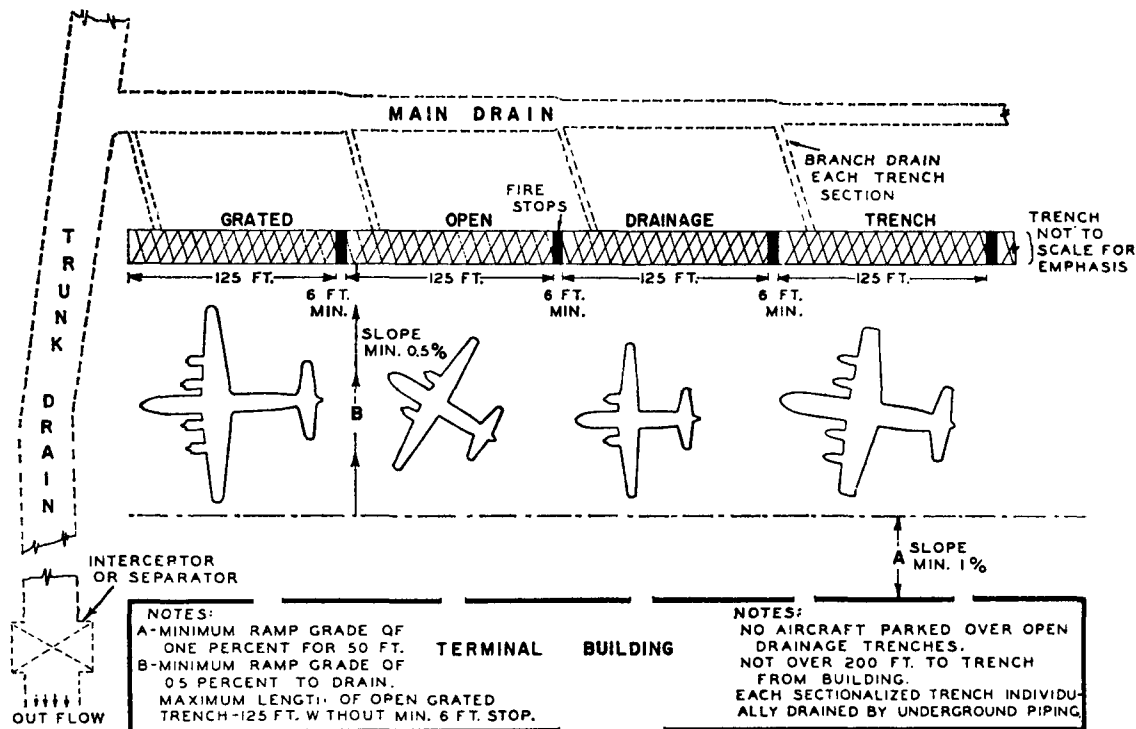 MAIN DRAIN
BRANCH DRAIN
EACH TRENCH
SECTION
FIRE
STOPS
GRATED OPEN DRAINAGE TRENCH
TRENCH
NOT TO
SCALE FOR
EMPHASIS
125 FT. 125 FT. 125 FT. 125 FT.
6 FT.
MIN.
6 FT.
MIN.
6 FT.
MIN.
TRUNK DRAIN
SLOPE
MIN. 0.5%
B
A
SLOPE
MIN. 1%
INTERCEPTOR
OR SEPARATOR
OUT FLOW
NOTES:
A-MINIMUM RAMP GRADE OF
ONE PERCENT FOR 50 FT.
B-MINIMUM RAMP GRADE OF
05 PERCENT TO DRAIN.
MAXIMUM LENGTH: OF OPEN GRATED
TRENCH-125 FT. W THOUT MIN. 6 FT. STOP.
TERMINAL BUILDING
NOTES:
NO AIRCRAFT PARKED OVER OPEN
DRAINAGE TRENCHES.
NOT OVER 200 FT. TO TRENCH
FROM BUILDING.
EACH SECTIONALIZED TRENCH INDIVIDU-
ALLY DRAINED BY UNDERGROUND PIPING